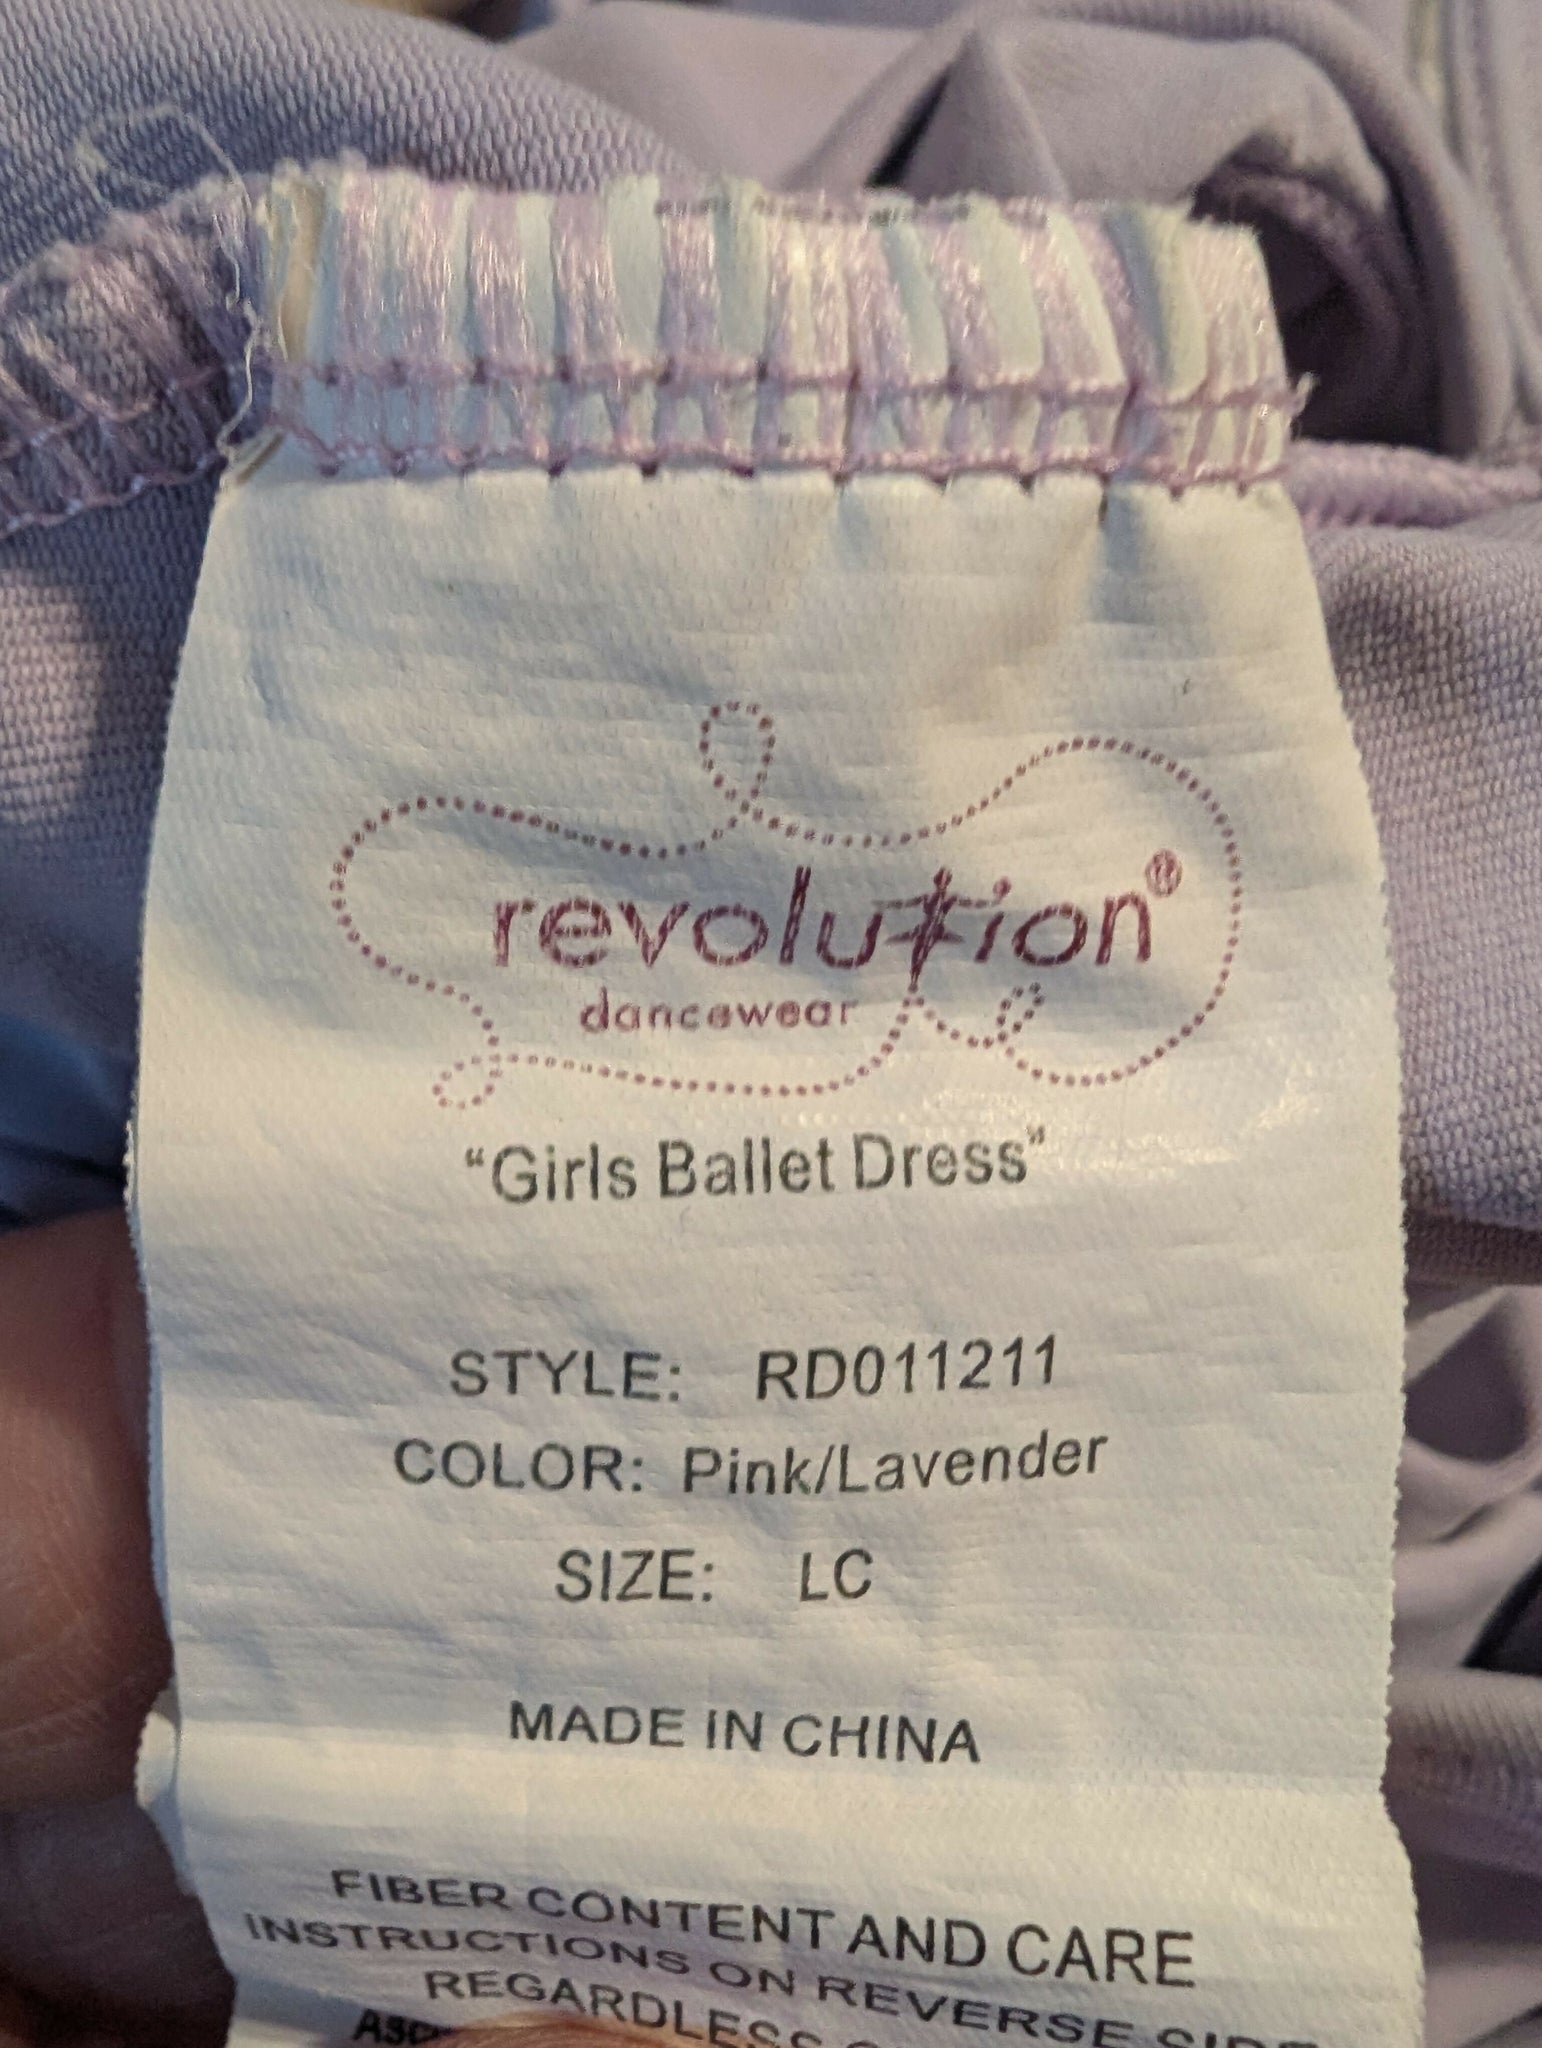 revolution®
dancewear
“Girls Ballet Dress”
STYLE: RD011211
COLOR: Pink/Lavender
SIZE: LC
MADE IN CHINA
FIBER CONTENT AND CARE
INSTRUCTIONS ON REVERSE SIDE
REGARDLESS